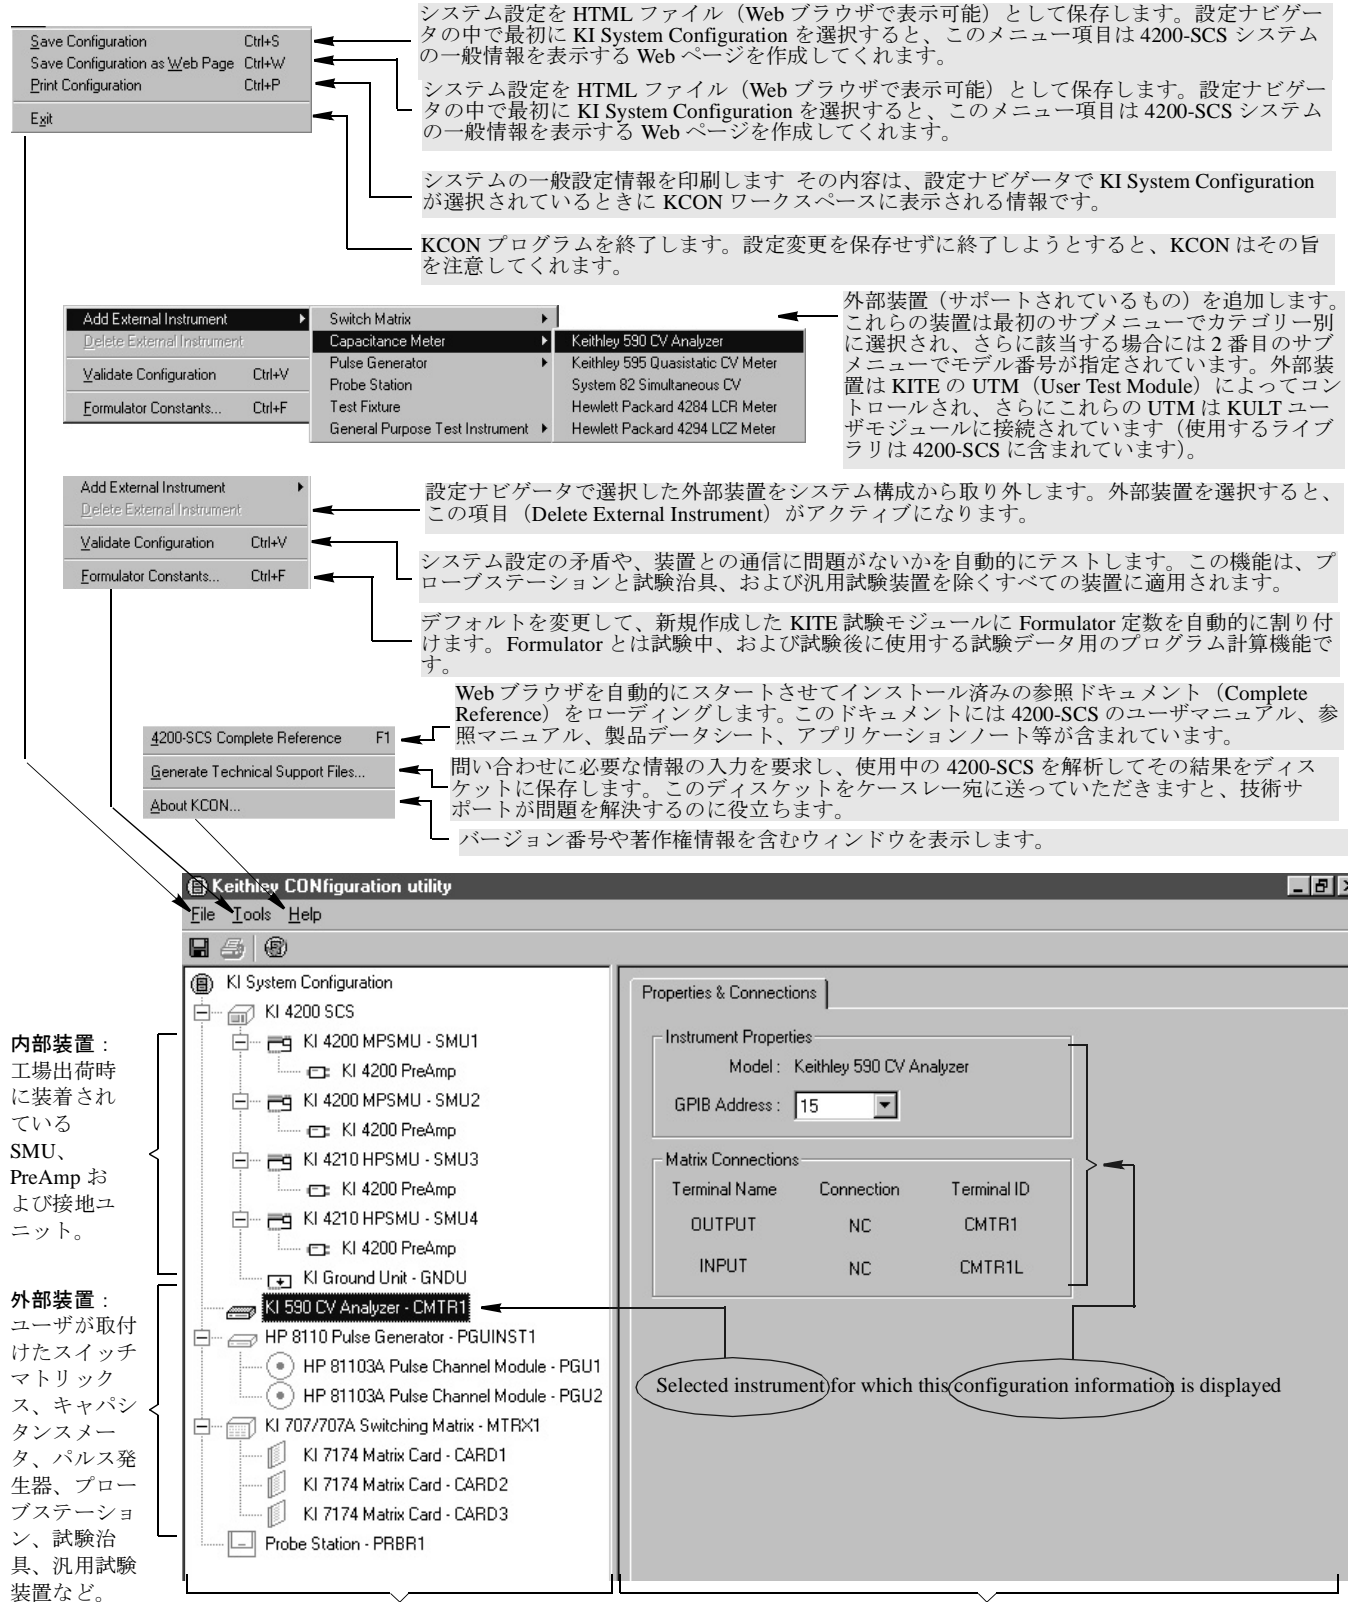 システム設定を HTML ファイル（Web ブラウザで表示可能）として保存します。設定ナビゲー
タの中で最初に KI System Configuration を選択すると、このメニュー項目は 4200-SCS システム
の一般情報を表示する Web ページを作成してくれます。
Save Configuration Ctrl+S
Save Configuration as Web Page Ctrl+W
Print Configuration Ctrl+P
Exit
システム設定を HTML ファイル（Web ブラウザで表示可能）として保存します。設定ナビゲー
タの中で最初に KI System Configuration を選択すると、このメニュー項目は 4200-SCS システム
の一般情報を表示する Web ページを作成してくれます。
システムの一般設定情報を印刷します その内容は、設定ナビゲータで KI System Configuration
が選択されているときに KCON ワークスペースに表示される情報です。
KCON プログラムを終了します。設定変更を保存せずに終了しようとすると、KCON はその旨
を注意してくれます。
Add External Instrument
Delete External Instrument
Validate Configuration Ctrl+V
Formulator Constants... Ctrl+F
Switch Matrix
Capacitance Meter
Pulse Generator
Probe Station
Test Fixture
General Purpose Test Instrument
Keithley 590 CV Analyzer
Keithley 595 Quasistatic CV Meter
System 82 Simultaneous CV
Hewlett Packard 4284 LCR Meter
Hewlett Packard 4294 LCZ Meter
外部装置（サポートされているもの）を追加します。
これらの装置は最初のサブメニューでカテゴリー別
に選択され、さらに該当する場合には 2 番目のサブ
メニューでモデル番号が指定されています。外部装
置は KITE の UTM（User Test Module）によってコン
トロールされ、さらにこれらの UTM は KULT ユー
ザモジュールに接続されています（使用するライブ
ラリは 4200-SCS に含まれています）。
Add External Instrument
Delete External Instrument
Validate Configuration Ctrl+V
Formulator Constants... Ctrl+F
設定ナビゲータで選択した外部装置をシステム構成から取り外します。外部装置を選択すると、
この項目（Delete External Instrument）がアクティブになります。
システム設定の矛盾や、装置との通信に問題がないかを自動的にテストします。この機能は、プ
ローブステーションと試験治具、および汎用試験装置を除くすべての装置に適用されます。
デフォルトを変更して、新規作成した KITE 試験モジュールに Formulator 定数を自動的に割り付
けます。Formulator とは試験中、および試験後に使用する試験データ用のプログラム計算機能で
す。
Web ブラウザを自動的にスタートさせてインストール済みの参照ドキュメント（Complete
Reference）をローディングします。このドキュメントには 4200-SCS のユーザマニュアル、参
照マニュアル、製品データシート、アプリケーションノート等が含まれています。
4200-SCS Complete Reference F1
Generate Technical Support Files...
About KCON...
問い合わせに必要な情報の入力を要求し、使用中の 4200-SCS を解析してその結果をディス
ケットに保存します。このディスケットをケースレー宛に送っていただきますと、技術サ
ポートが問題を解決するのに役立ちます。
バージョン番号や著作権情報を含むウィンドウを表示します。
Keithley CONfiguration utility
File Tools Help
KI System Configuration
KI 4200 SCS
KI 4200 MPSMU - SMU1
KI 4200 PreAmp
KI 4200 MPSMU - SMU2
KI 4200 PreAmp
KI 4210 HPSMU - SMU3
KI 4200 PreAmp
KI 4210 HPSMU - SMU4
KI 4200 PreAmp
KI Ground Unit - GNDU
KI 590 CV Analyzer - CMTR1
HP 8110 Pulse Generator - PGUINST1
HP 81103A Pulse Channel Module - PGU1
HP 81103A Pulse Channel Module - PGU2
KI 707/707A Switching Matrix - MTRX1
KI 7174 Matrix Card - CARD1
KI 7174 Matrix Card - CARD2
KI 7174 Matrix Card - CARD3
Probe Station - PRBR1
Properties & Connections
Instrument Properties
Model : Keithley 590 CV Analyzer
GPIB Address : 15
Matrix Connections
Terminal Name Connection Terminal ID
OUTPUT NC CMTR1
INPUT NC CMTR1L
Selected instrument for which this configuration information is displayed
内部装置：
工場出荷時
に装着され
ている
SMU、
PreAmp お
よび接地ユ
ニット。
外部装置：
ユーザが取付
けたスイッチ
マトリック
ス、キャパシ
タンスメー
タ、パルス発
生器、プロー
ブステーショ
ン、試験治
具、汎用試験
装置など。